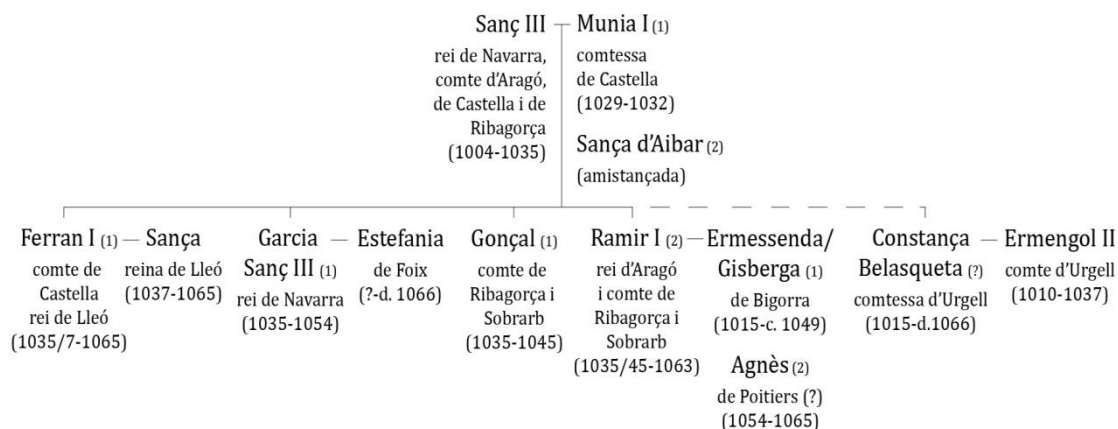 Sanç III
rei de Navarra,
comte d'Aragó,
de Castella i de
Ribagorça
(1004-1035)
Munia I (1)
comtessa
de Castella
(1029-1032)
Sança d'Aibar (2)
(amistançada)
Ferran I (1)
comte de
Castella
rei de Lleó
(1035/7-1065)
Sança
reina de Lleó
(1037-1065)
Garcia
Sanç III (1)
rei de Navarra
(1035-1054)
Estefania
de Foix
(?-d. 1066)
Gonçal (1)
comte de
Ribagorça i
Sobrarb
(1035-1045)
Ramir I (2)
rei d'Aragó
i comte de
Ribagorça i
Sobrarb
(1035/45-1063)
Ermessenda/
Gisberga (1)
de Bigorra
(1015-c. 1049)
Agnès (2)
de Poitiers (?)
(1054-1065)
Constança
Belasqueta (?)
comtessa d'Urgell
(1015-d.1066)
Ermengol II
comte d'Urgell
(1010-1037)